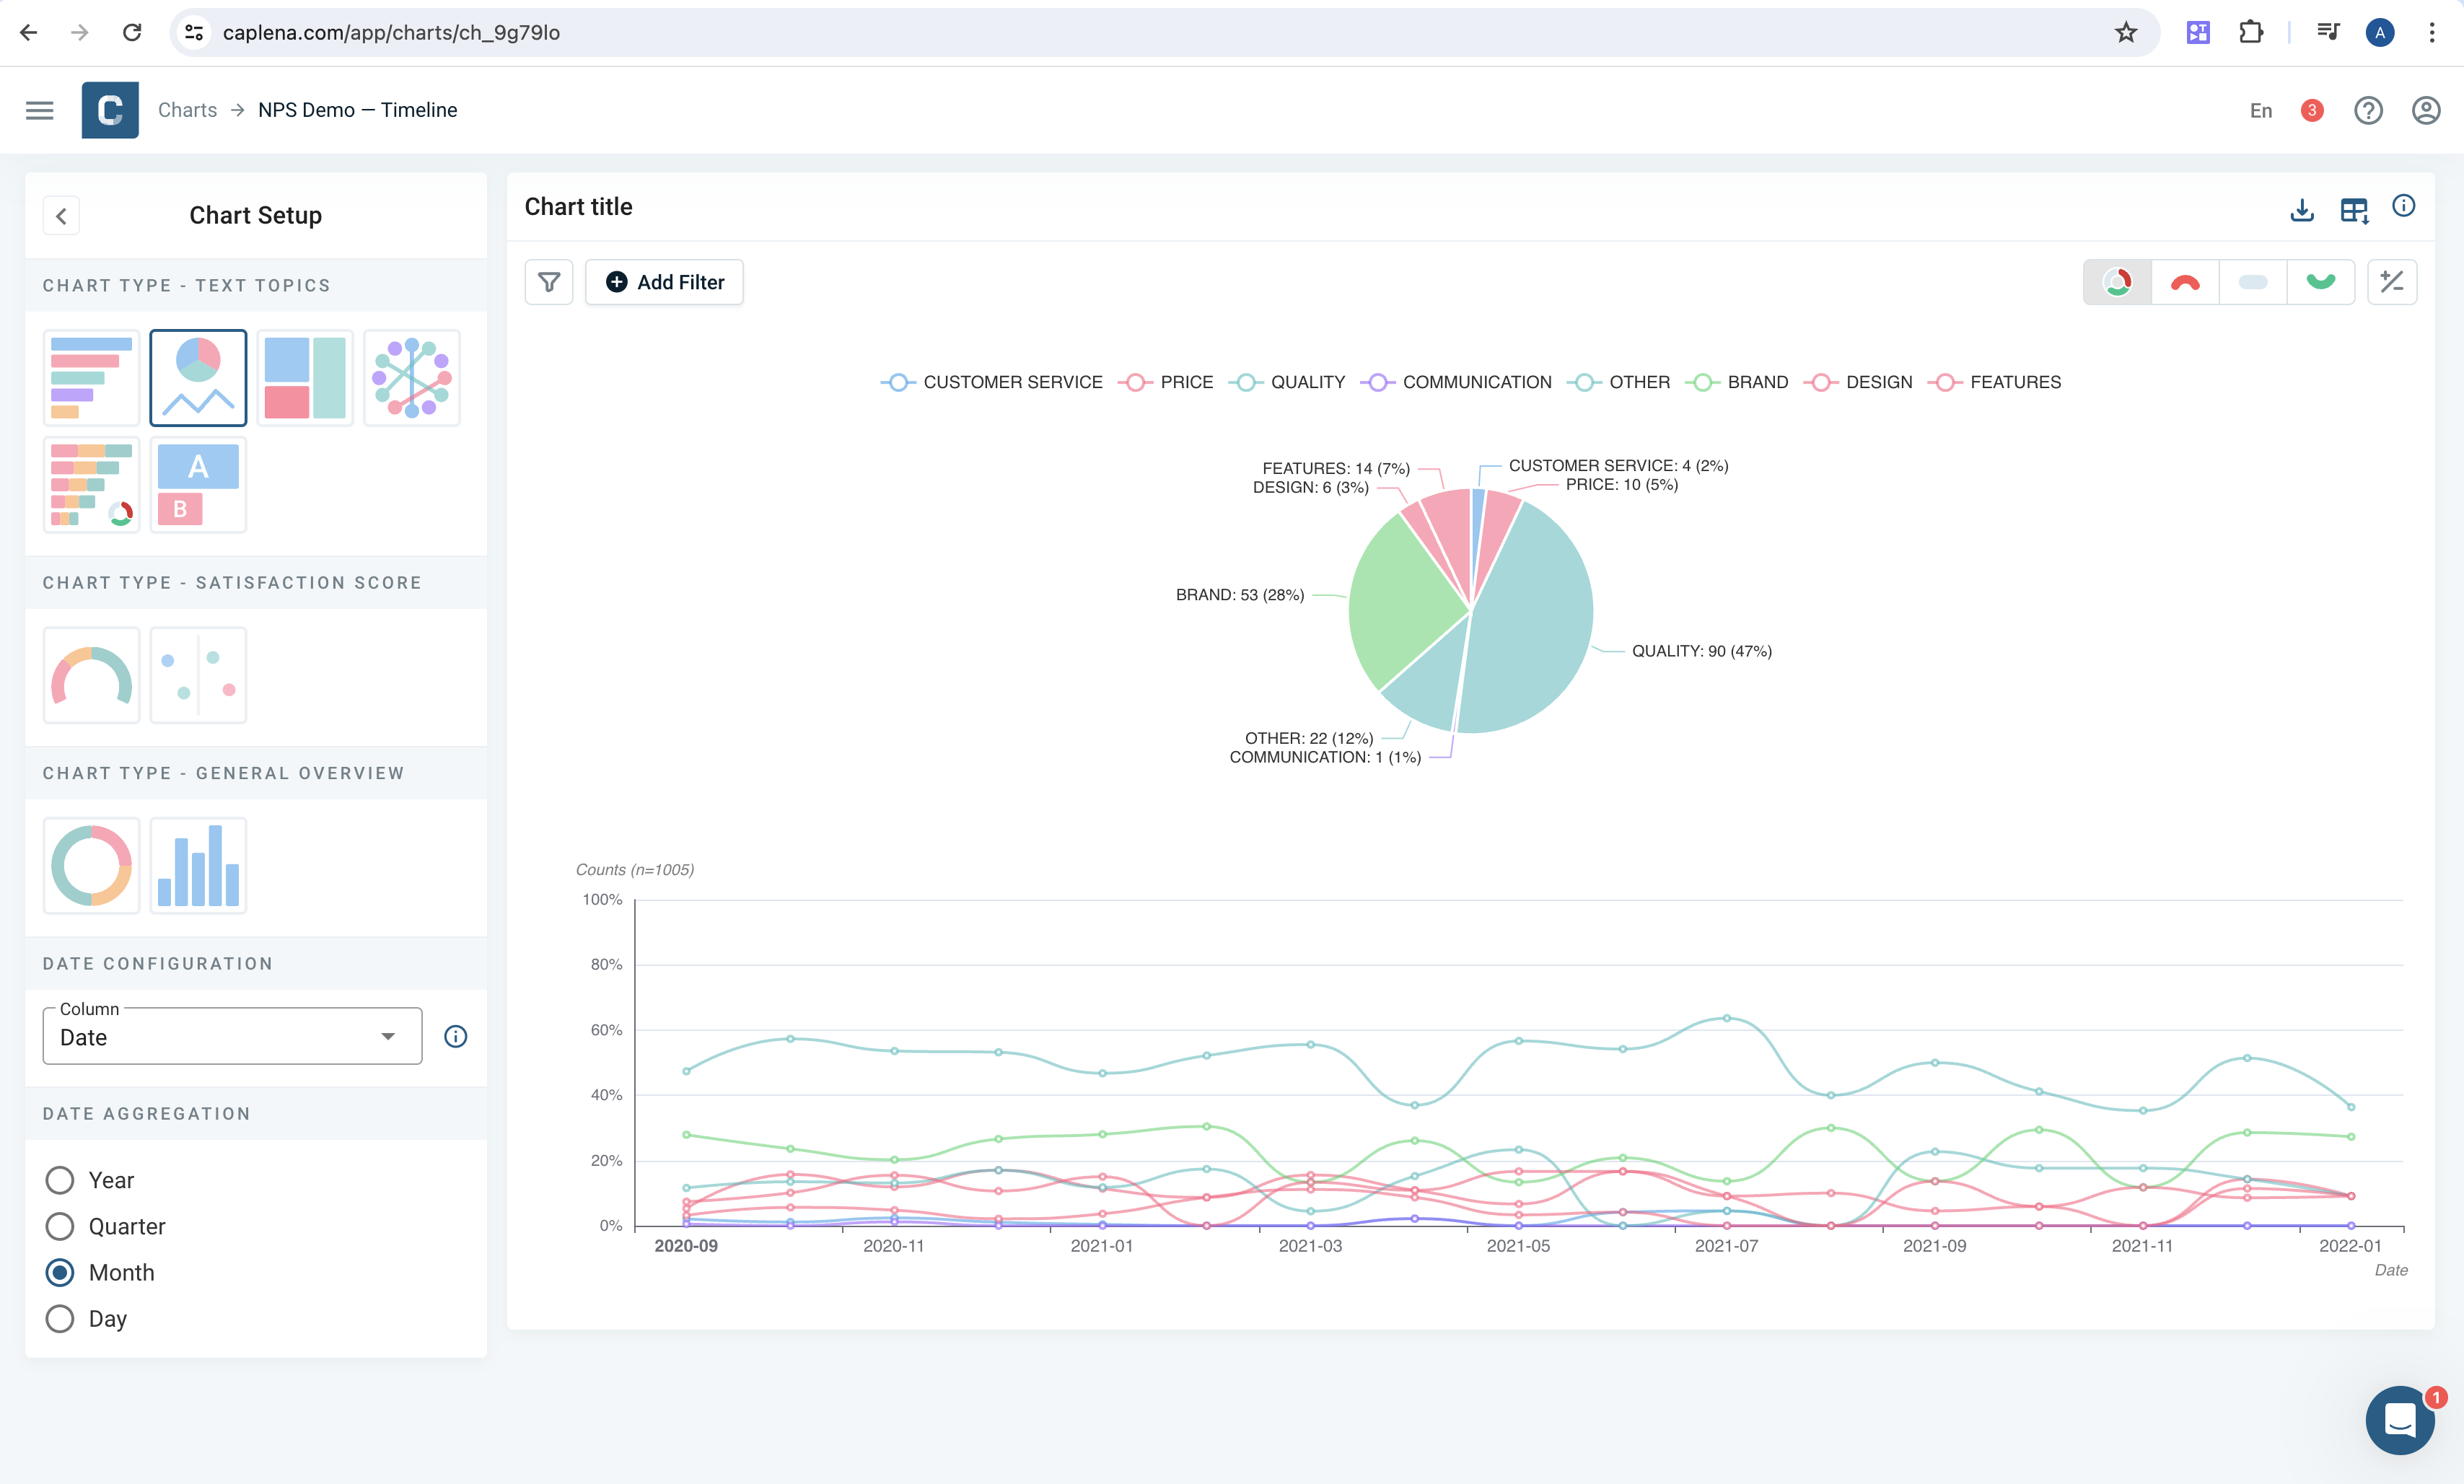 caplena.com/app/charts/ch_9g79lo
A
C
Charts → NPS Demo — Timeline
En
3
Chart Setup
CHART TYPE - TEXT TOPICS
A
B
CHART TYPE - SATISFACTION SCORE
CHART TYPE - GENERAL OVERVIEW
DATE CONFIGURATION
Column
Date
DATE AGGREGATION
Year
Quarter
Month
Day
Chart title
Add Filter
CUSTOMER SERVICE PRICE QUALITY COMMUNICATION OTHER BRAND DESIGN FEATURES
FEATURES: 14 (7%)
CUSTOMER SERVICE: 4 (2%)
DESIGN: 6 (3%)
PRICE: 10 (5%)
BRAND: 53 (28%)
QUALITY: 90 (47%)
OTHER: 22 (12%)
COMMUNICATION: 1 (1%)
Counts (n=1005)
100%
80%
60%
40%
20%
0%
2020-09 2020-11 2021-01 2021-03 2021-05 2021-07 2021-09 2021-11 2022-01
Date
1